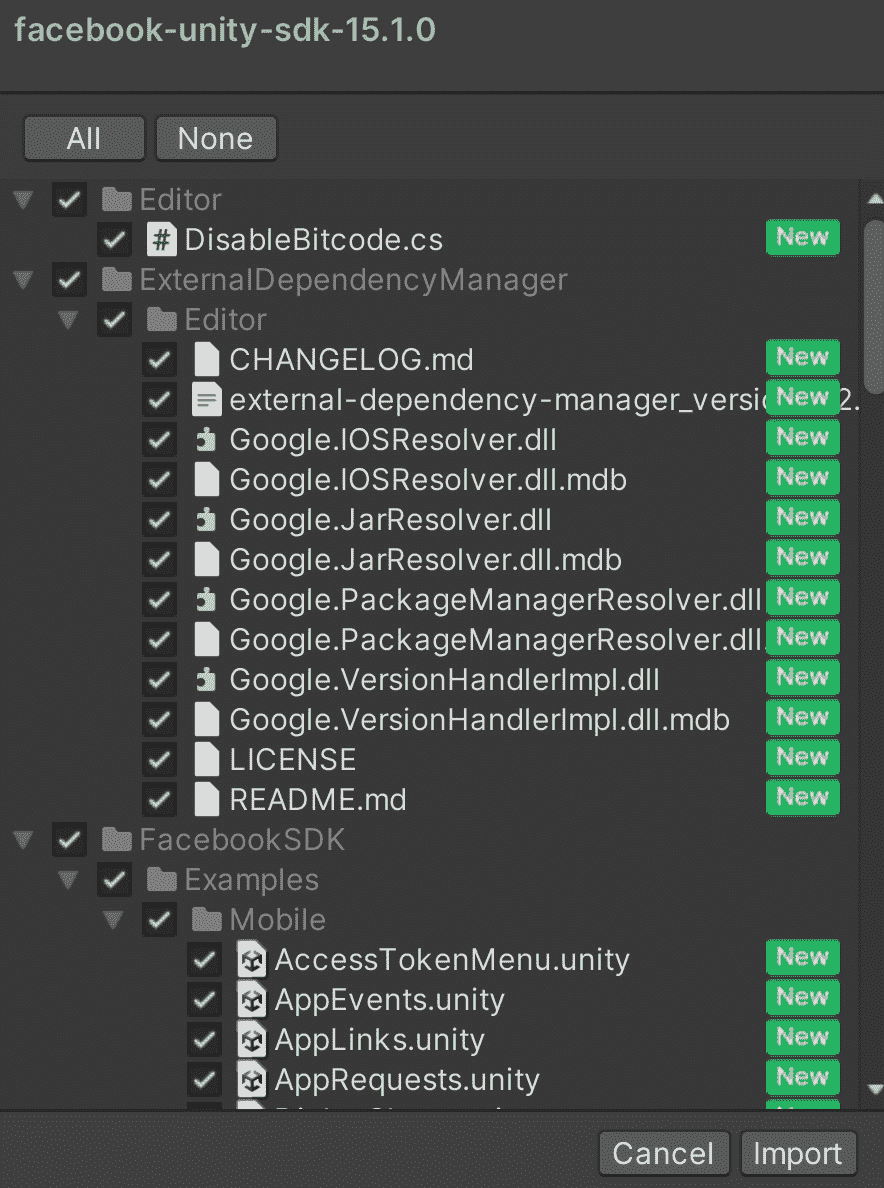 facebook-unity-sdk-15.1.0
All None
Editor
DisableBitcode.cs New
ExternalDependencyManager
Editor
CHANGELOG.md New
external-dependency-manager_versio New 2.
Google.IOSResolver.dll New
Google.IOSResolver.dll.mdb New
Google.JarResolver.dll New
Google.JarResolver.dll.mdb New
Google.PackageManagerResolver.dll New
Google.PackageManagerResolver.dll. New
Google.VersionHandlerImpl.dll New
Google.VersionHandlerImpl.dll.mdb New
LICENSE New
README.md New
FacebookSDK
Examples
Mobile
AccessTokenMenu.unity New
AppEvents.unity New
AppLinks.unity New
AppRequests.unity New
Cancel Import